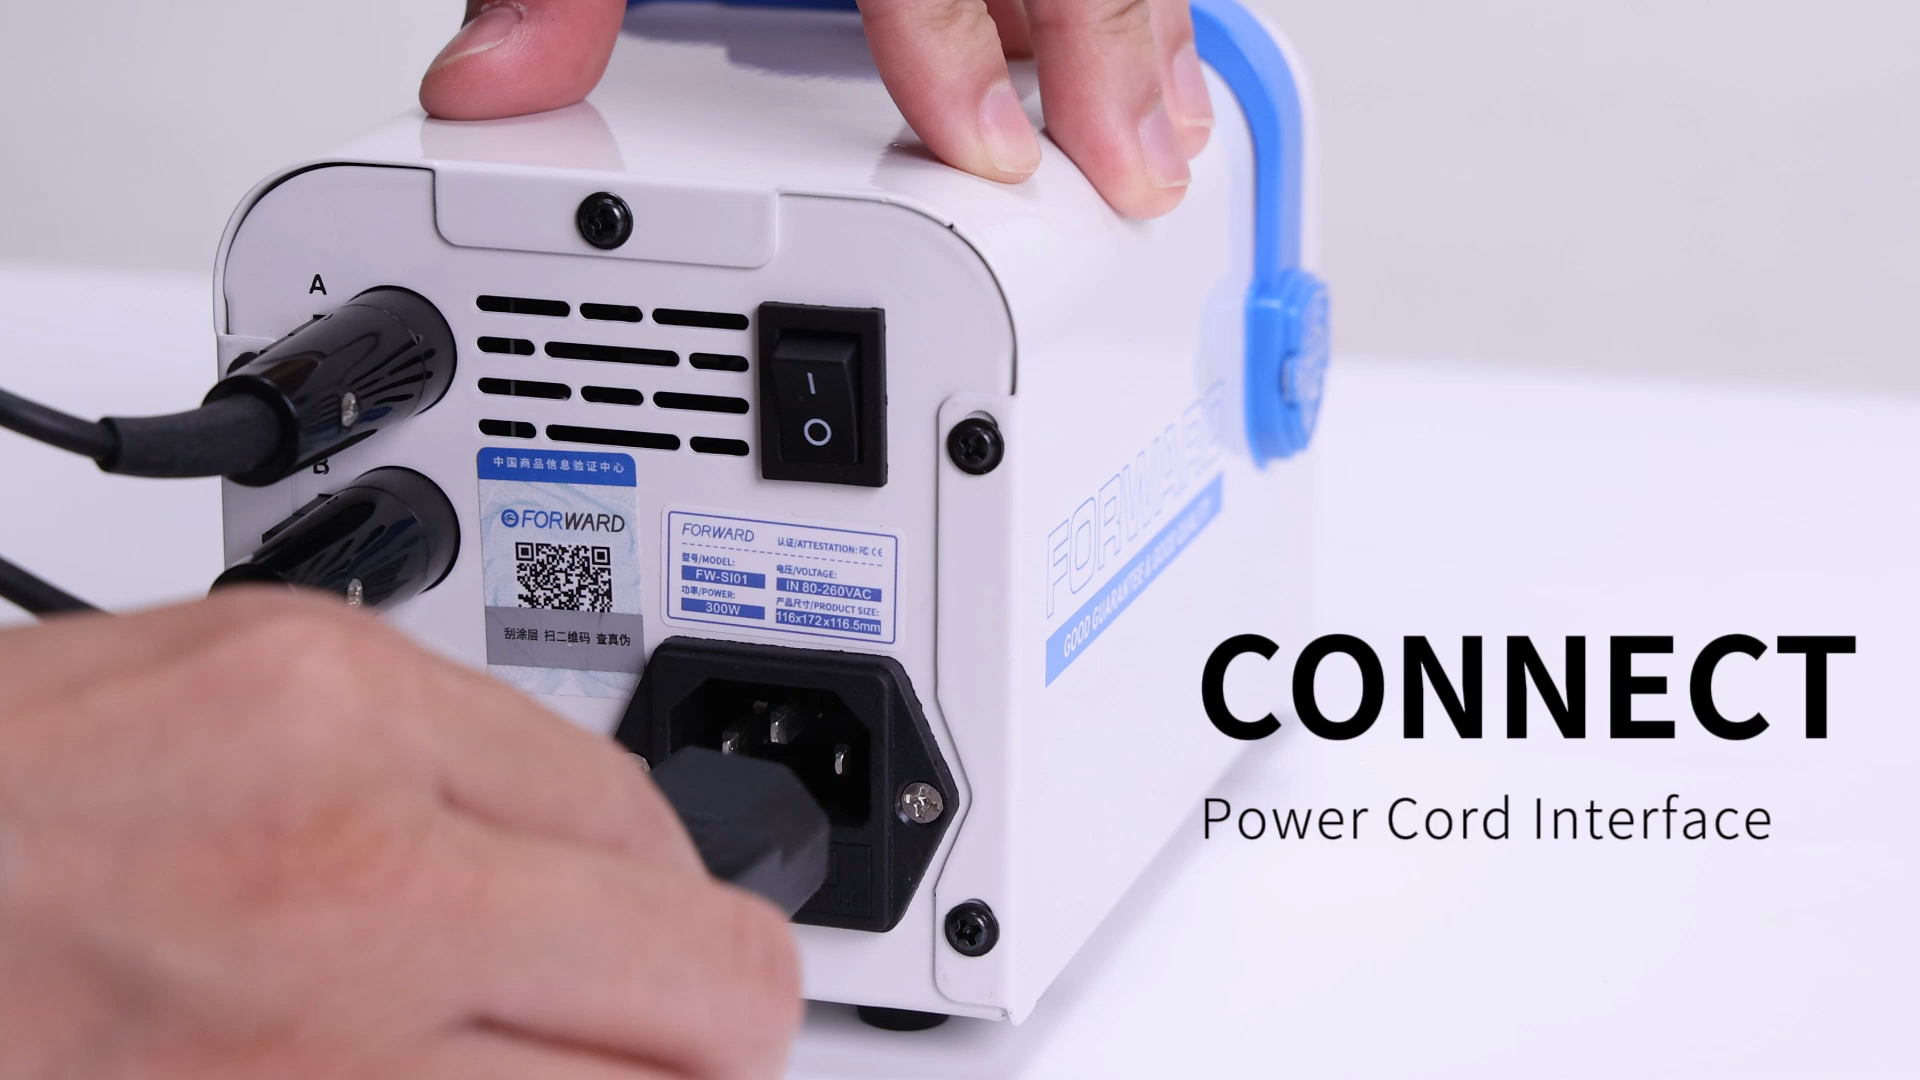 A
B
I
O
中国商品信息验证中心
FORWARD
刮涂层 扫二维码 查真伪
FORWARD
认证/ATTESTATION: FC CE
型号/MODEL:
FW-SI01
电压/VOLTAGE:
IN 80-260VAC
功率/POWER:
300W
产品尺寸/PRODUCT SIZE:
116x172x116.5mm
FORWARD
GOOD GUARANTEE & GOOD QUALITY
CONNECT
Power Cord Interface